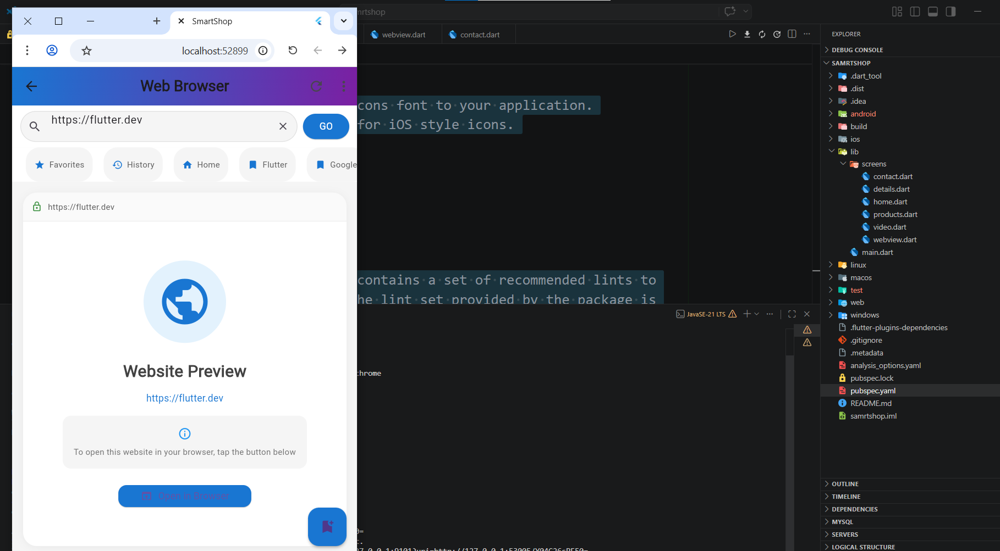 SmartShop
localhost:52899
Web Browser
https://flutter.dev
GO
Favorites
History
Home
Flutter
Google
https://flutter.dev
Website Preview
https://flutter.dev
To open this website in your browser, tap the button below
Open in Browser
mrtshop
webview.dart
contact.dart
cons font to your application.
for iOS style icons.
contains a set of recommended lints to
he lint set provided by the package is
JavaSE-21 LTS
chrome
EXPLORER
DEBUG CONSOLE
SAMRTSHOP
.dart_tool
.dist
.idea
android
build
ios
lib
screens
contact.dart
details.dart
home.dart
products.dart
video.dart
webview.dart
main.dart
linux
macos
test
web
windows
.flutter-plugins-dependencies
.gitignore
.metadata
analysis_options.yaml
pubspec.lock
pubspec.yaml
README.md
samrtshop.iml
OUTLINE
TIMELINE
DEPENDENCIES
MYSQL
SERVERS
LOGICAL STRUCTURE